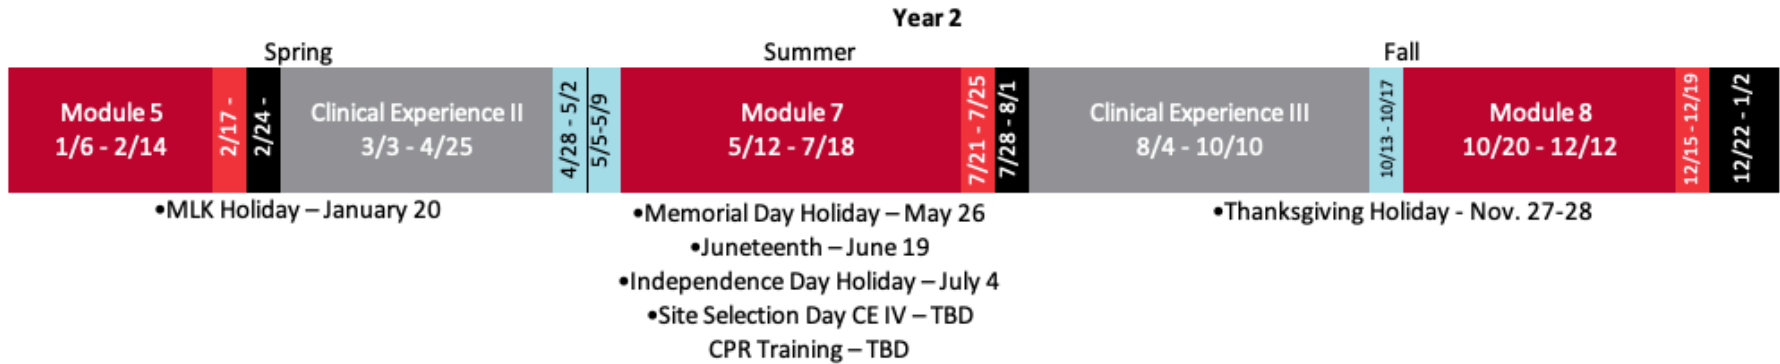 Year 2
Spring
Summer
Fall
Module 5
1/6 - 2/14
2/17 -
2/24 -
Clinical Experience II
3/3 - 4/25
4/28 - 5/2
5/5-5/9
Module 7
5/12 - 7/18
7/21 - 7/25
7/28 - 8/1
Clinical Experience III
8/4 - 10/10
10/13 - 10/17
Module 8
10/20 - 12/12
12/15 - 12/19
12/22 - 1/2
•MLK Holiday – January 20
•Memorial Day Holiday – May 26
•Juneteenth – June 19
•Independence Day Holiday – July 4
•Site Selection Day CE IV – TBD
CPR Training – TBD
•Thanksgiving Holiday - Nov. 27-28